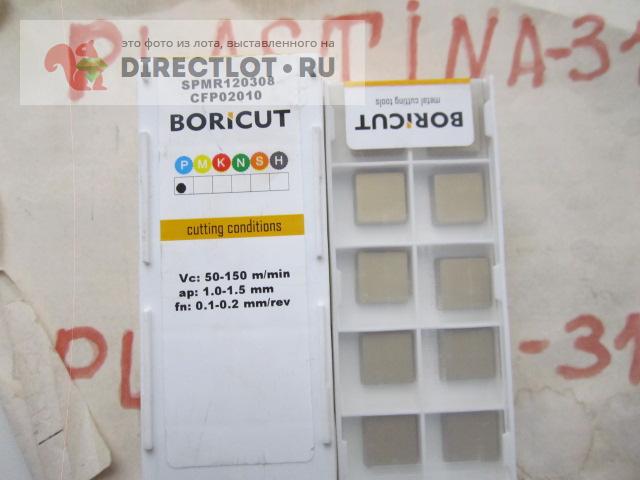 PLASTINA-31
это фото из лота, выставленного на
DIRECTLOT.RU
SPMR120308
CFP02010
BORiCUT
P M K N S H
cutting conditions
Vc: 50-150 m/min
ap: 1.0-1.5 mm
fn: 0.1-0.2 mm/rev
BORiCUT
metal cutting tools
PL
-31